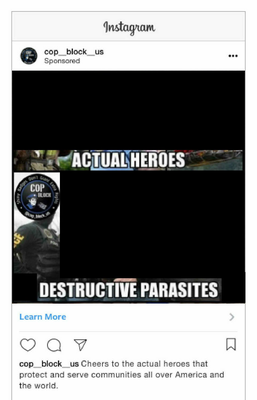 Instagram
cop__block__us
Sponsored
ACTUAL HEROES
COP
BLOCK
DESTRUCTIVE PARASITES
Learn More
cop__block__us Cheers to the actual heroes that
protect and serve communities all over America and
the world.